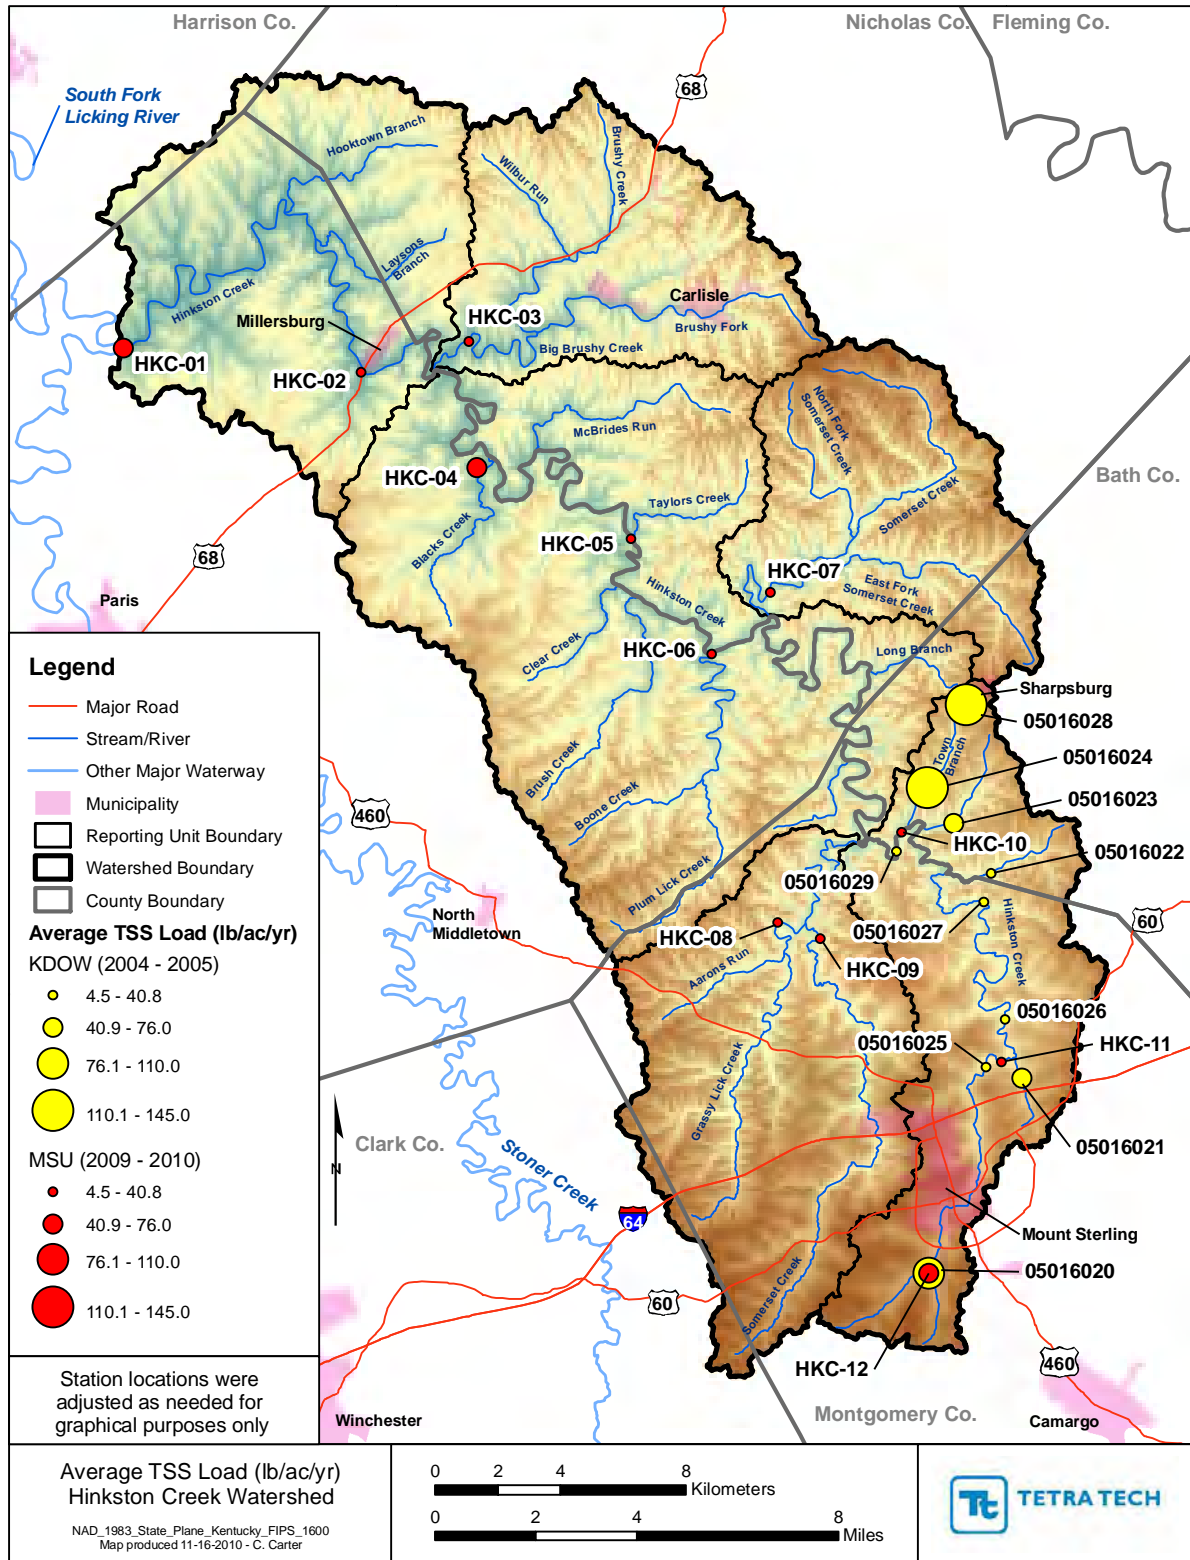 Harrison Co.
Nicholas Co.
Fleming Co.
68
South Fork
Licking River
Hooktown Branch
Wilbur Run
Brushy Creek
Laysons
Branch
Hinkston Creek
Millersburg
Carlisle
HKC-03
Brushy Fork
Big Brushy Creek
HKC-01
HKC-02
McBrides Run
North Fork
Somerset Creek
HKC-04
Bath Co.
Taylors Creek
Somerset Creek
Blacks Creek
HKC-05
68
HKC-07
East Fork
Somerset Creek
Paris
Hinkston Creek
Clear Creek
HKC-06
Long Branch
Sharpsburg
05016028
Town
Branch
05016024
Brush Creek
05016023
Boone Creek
460
HKC-10
05016022
05016029
Plum Lick Creek
North
Middletown
05016027
Hinkston Creek
60
HKC-08
HKC-09
Aarons Run
05016026
05016025
HKC-11
Grassy Lick Creek
05016021
Clark Co.
Stoner Creek
64
Mount Sterling
05016020
60
Somerset Creek
HKC-12
460
Montgomery Co.
Winchester
Camargo
N
Legend
Major Road
Stream/River
Other Major Waterway
Municipality
Reporting Unit Boundary
Watershed Boundary
County Boundary
Average TSS Load (lb/ac/yr)
KDOW (2004 - 2005)
4.5 - 40.8
40.9 - 76.0
76.1 - 110.0
110.1 - 145.0
MSU (2009 - 2010)
4.5 - 40.8
40.9 - 76.0
76.1 - 110.0
110.1 - 145.0
Station locations were
adjusted as needed for
graphical purposes only
Average TSS Load (lb/ac/yr)
Hinkston Creek Watershed
NAD_1983_State_Plane_Kentucky_FIPS_1600
Map produced 11-16-2010 - C. Carter
0 2 4 8
Kilometers
0 2 4 8
Miles
Tt TETRA TECH